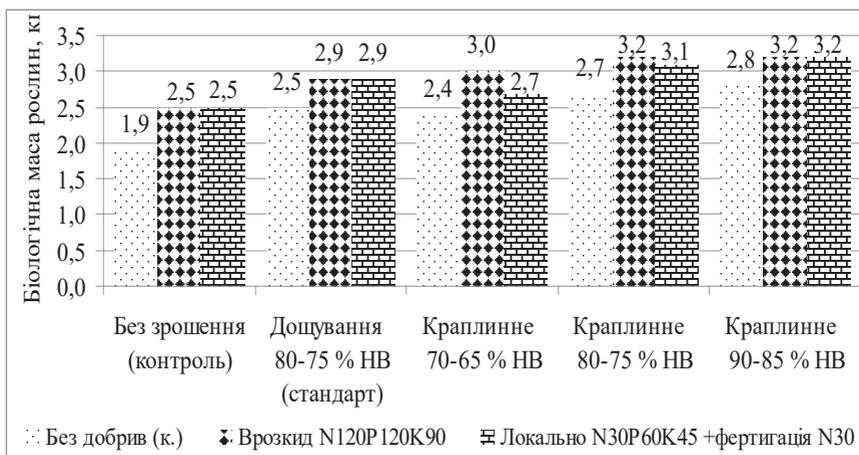 Біологічна маса рослин, кг
3,5
3,0
2,5
2,0
1,5
1,0
0,5
0,0
1,9
2,5
2,5
2,5
2,9
2,9
2,4
3,0
2,7
2,7
3,2
3,1
2,8
3,2
3,2
Без зрошення
(контроль)
Дощування
80-75 % НВ
(стандарт)
Краплинне
70-65 % НВ
Краплинне
80-75 % НВ
Краплинне
90-85 % НВ
Без добрив (к.)
Врозкид N120P120K90
Локально N30P60K45 +фертигація N30